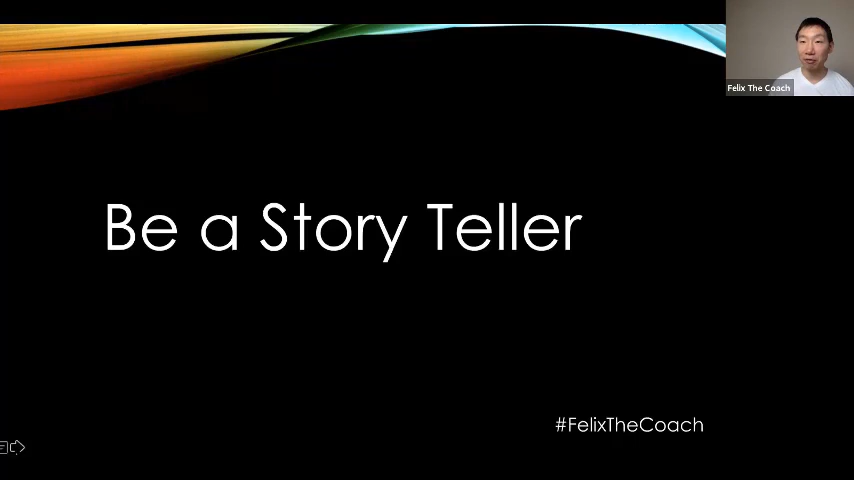 Felix The Coach
Be a Story Teller
#FelixTheCoach